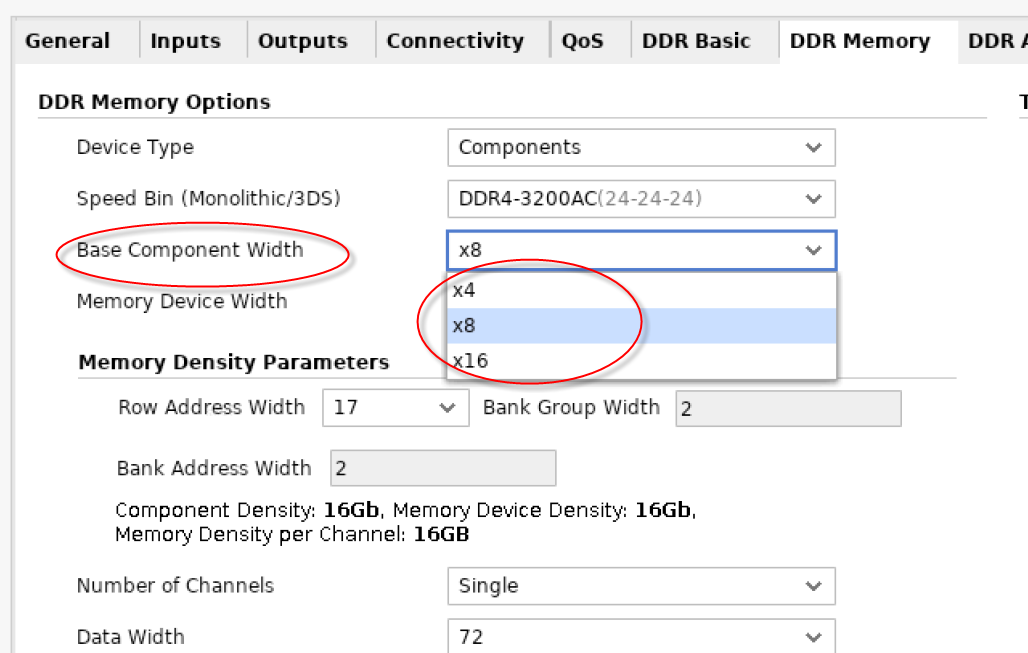 General Inputs Outputs Connectivity QoS DDR Basic DDR Memory DDR
DDR Memory Options
Device Type Components
Speed Bin (Monolithic/3DS) DDR4-3200AC(24-24-24)
Base Component Width x8
x4
Memory Device Width
x8
x16
Memory Density Parameters
Row Address Width 17 Bank Group Width 2
Bank Address Width 2
Component Density: 16Gb, Memory Device Density: 16Gb,
Memory Density per Channel: 16GB
Number of Channels Single
Data Width 72